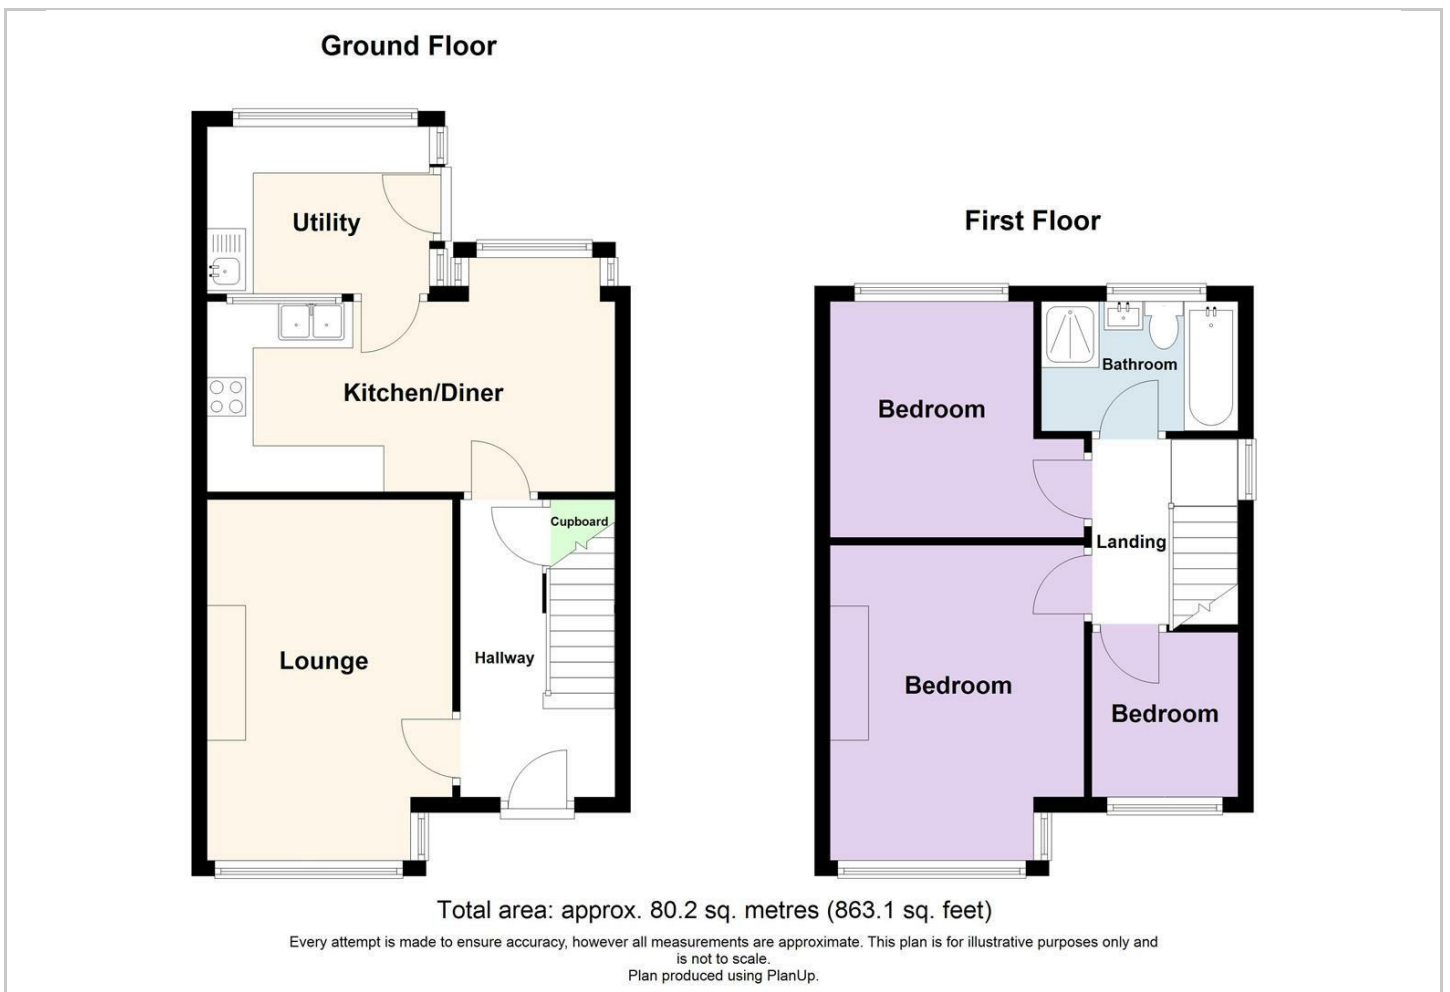 Ground Floor
Utility
Kitchen/Diner
Cupboard
Lounge
Hallway
First Floor
Bedroom
Bathroom
Landing
Bedroom
Bedroom
Total area: approx. 80.2 sq. metres (863.1 sq. feet)
Every attempt is made to ensure accuracy, however all measurements are approximate. This plan is for illustrative purposes only and
is not to scale.
Plan produced using PlanUp.